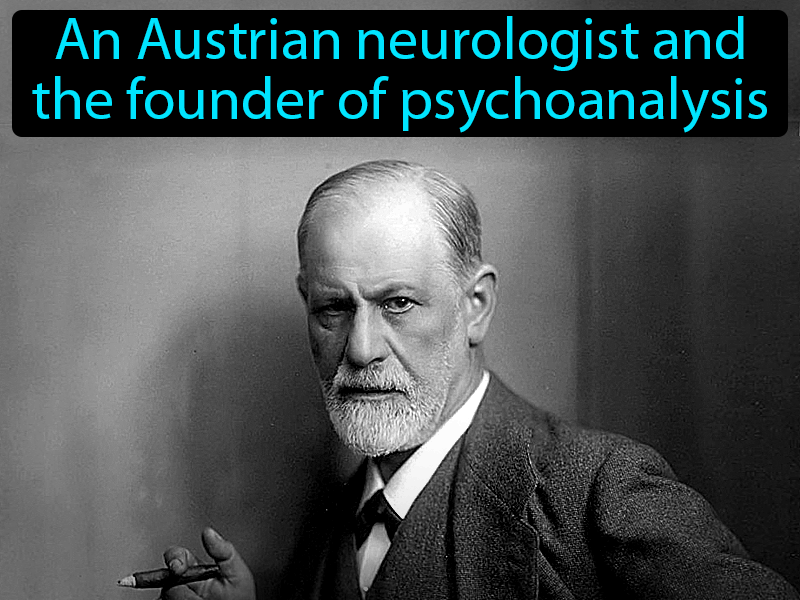 An Austrian neurologist and
the founder of psychoanalysis